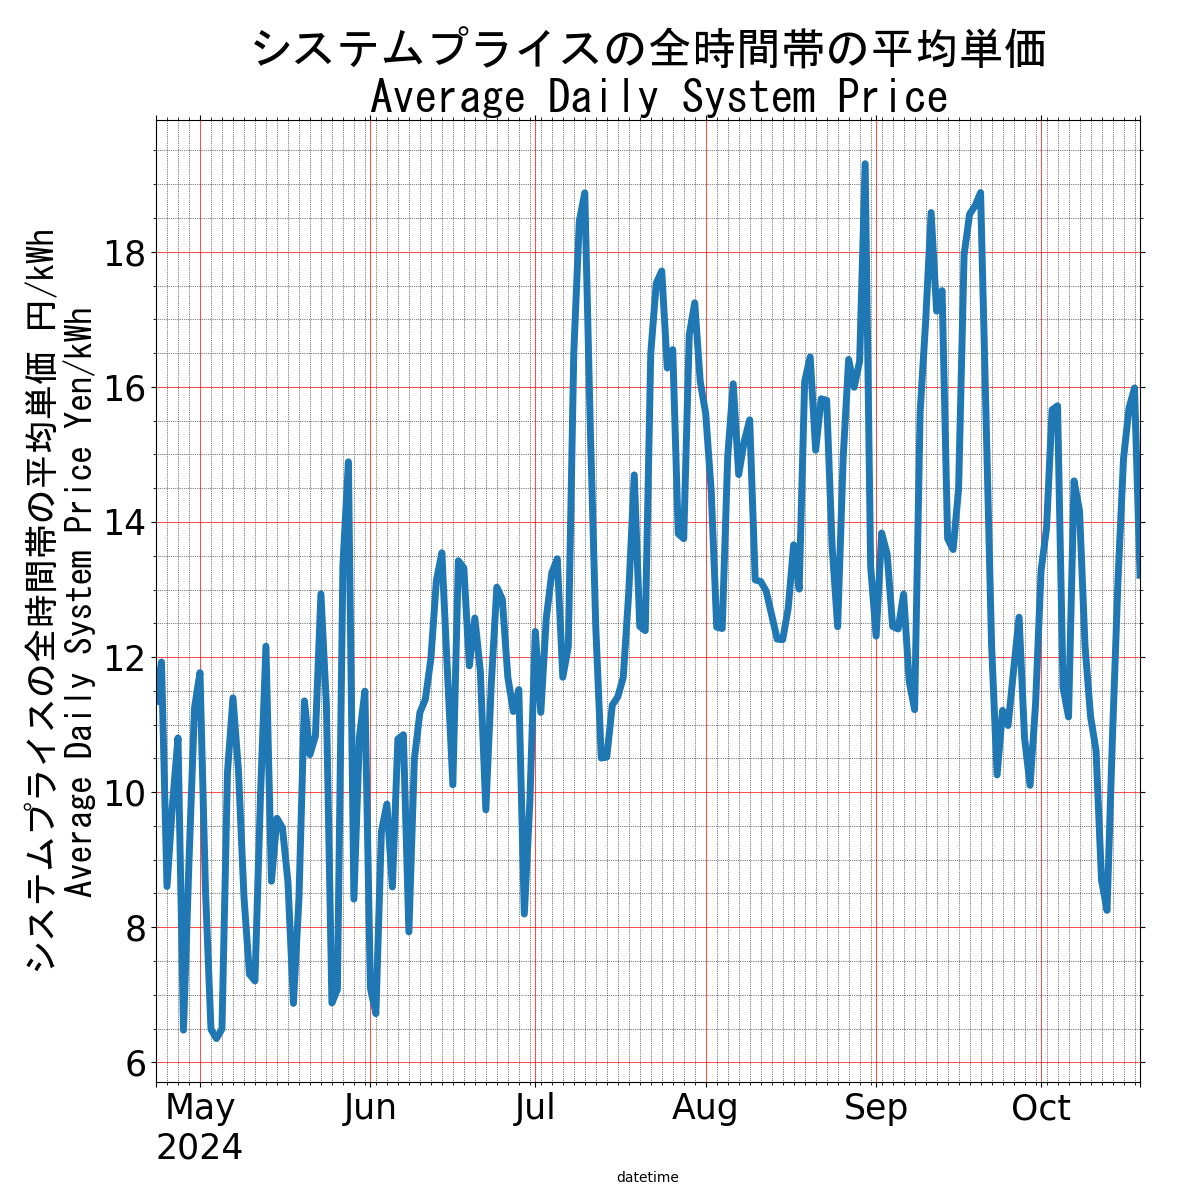 システムプライスの全時間帯の平均単価
Average Daily System Price
システムプライスの全時間帯の平均単価 円/kWh
Average Daily System Price Yen/kWh
18
16
14
12
10
8
6
May
Jun
Jul
Aug
Sep
Oct
2024
datetime